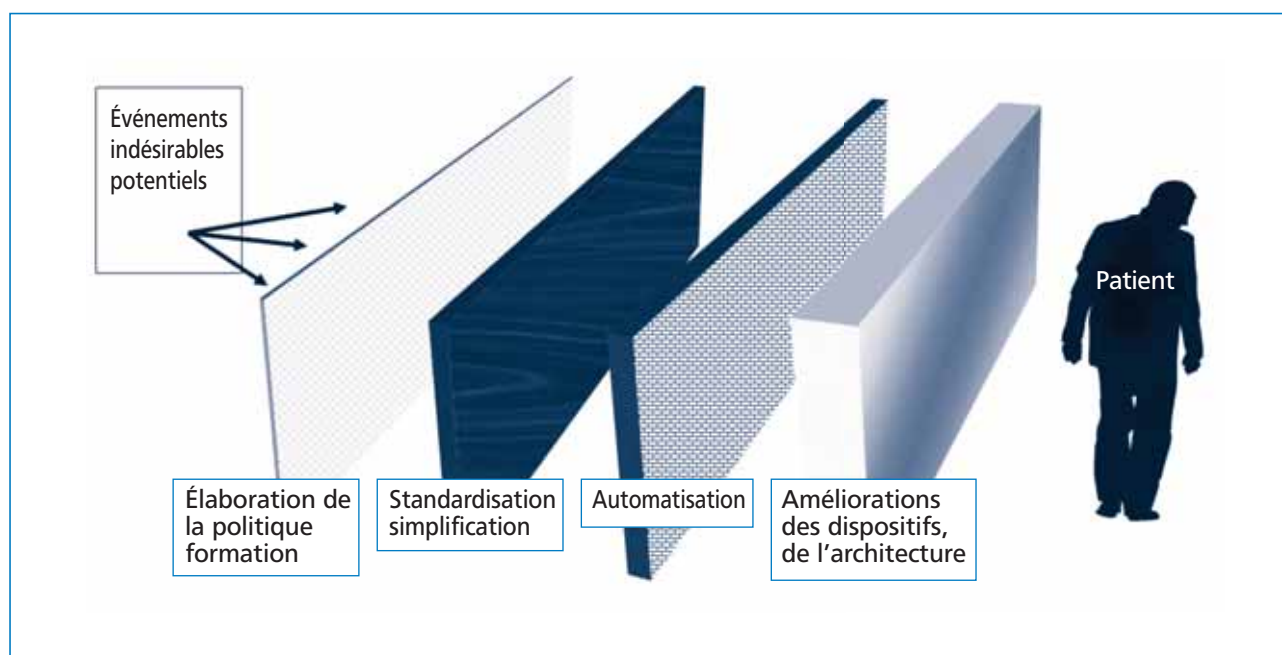 Événements
indésirables
potentiels
Patient
Élaboration de
la politique
formation
Standardisation
simplification
Automatisation
Améliorations
des dispositifs,
de l'architecture